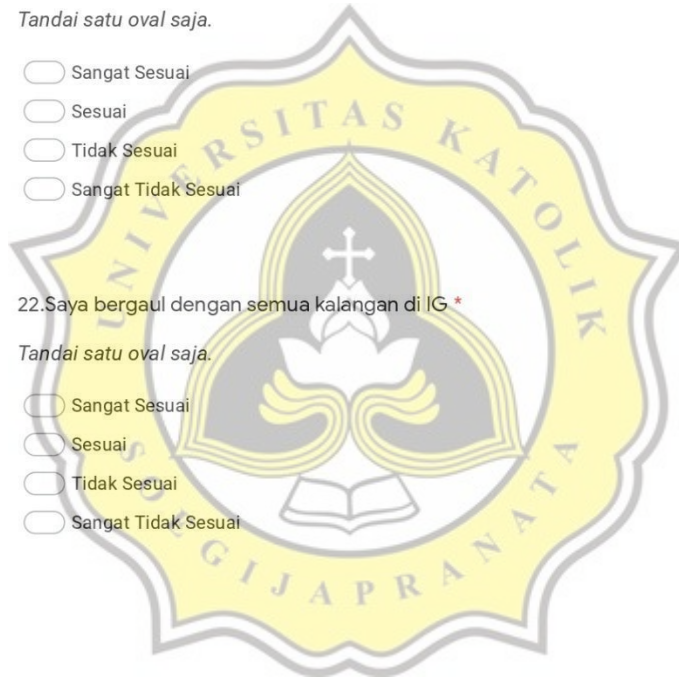 Tandai satu oval saja.
Sangat Sesuai
Sesuai
Tidak Sesuai
Sangat Tidak Sesuai
22.Saya bergaul dengan semua kalangan di IG *
Tandai satu oval saja.
Sangat Sesuai
Sesuai
Tidak Sesuai
Sangat Tidak Sesuai
UNIVERSITAS KATOLIK
SOEGIJAPRANATA